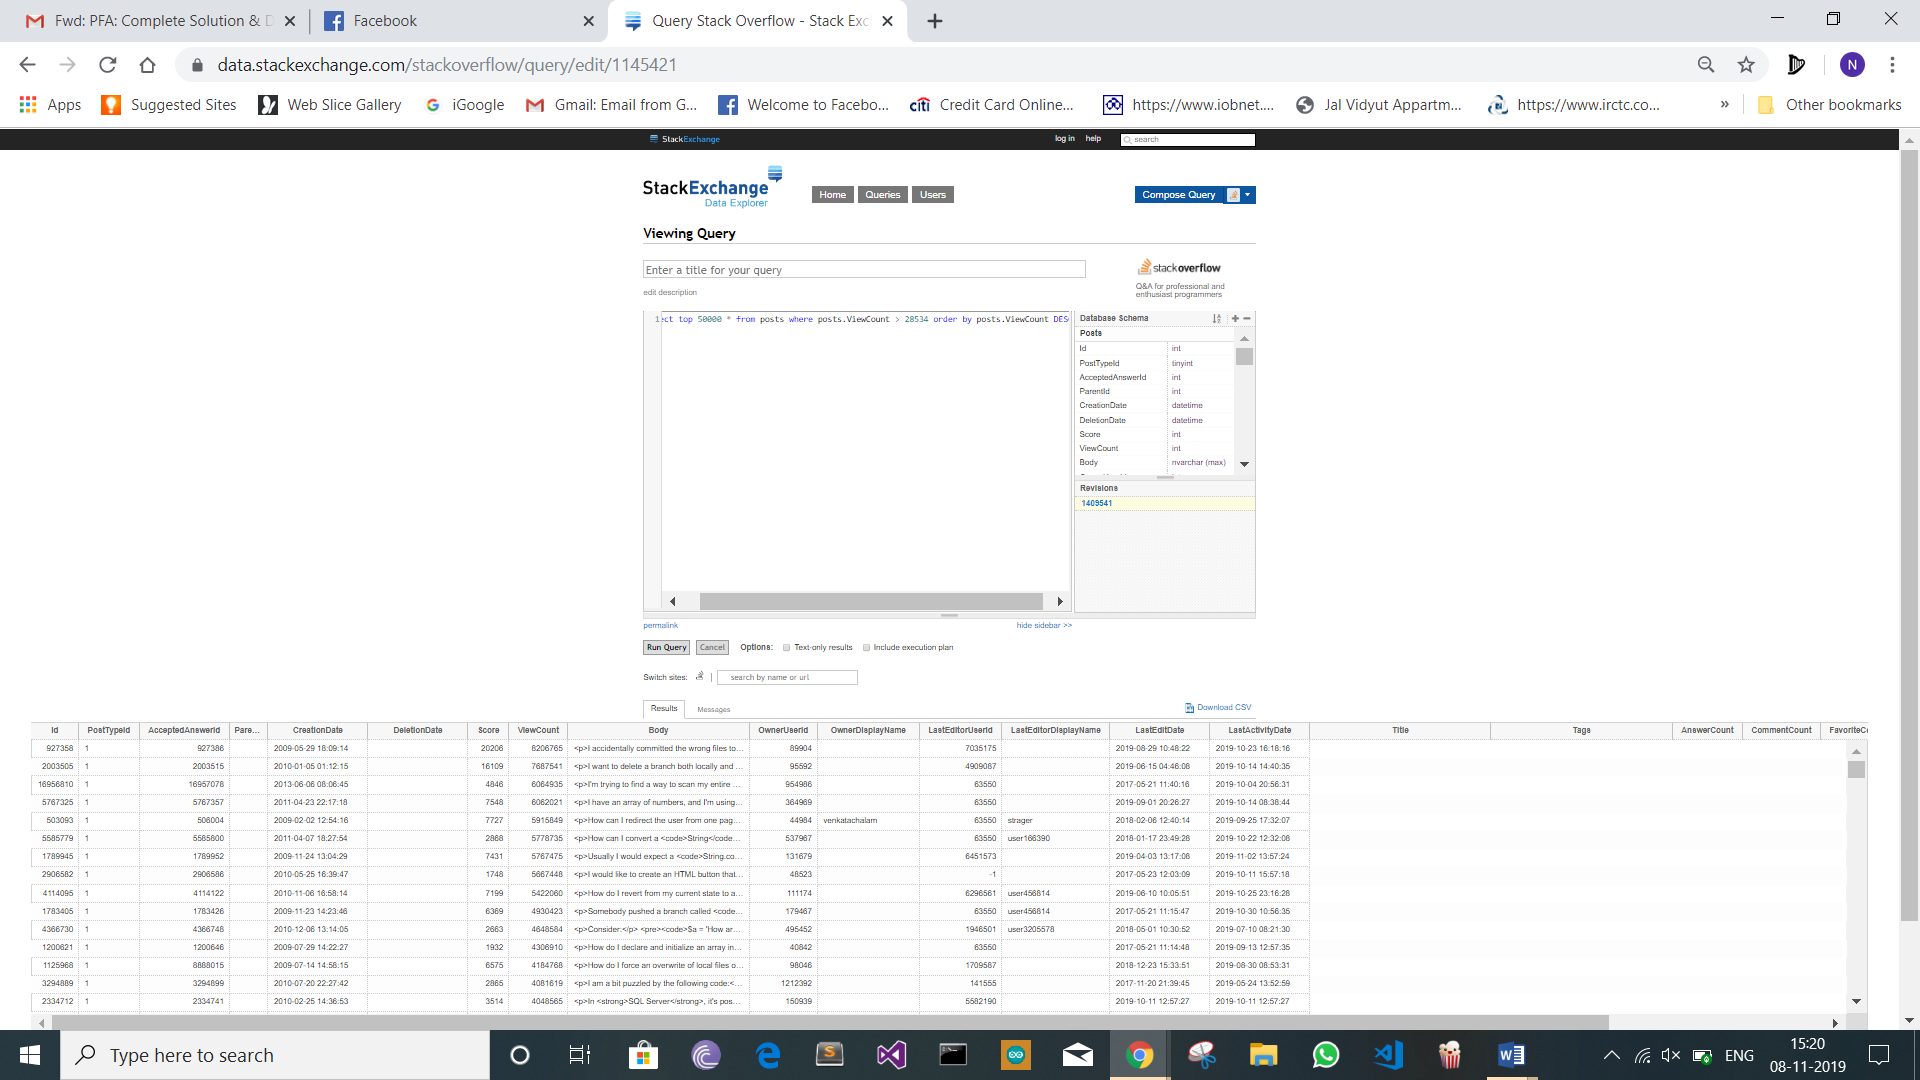 Fwd: PFA: Complete Solution & D
Facebook
Query Stack Overflow - Stack Exc
data.stackexchange.com/stackoverflow/query/edit/1145421
N
Apps
Suggested Sites
Web Slice Gallery
iGoogle
Gmail: Email from G...
Welcome to Facebo...
citi Credit Card Online...
https://www.iobnet....
Jal Vidyut Appartm...
https://www.irctc.co...
»
Other bookmarks
StackExchange
log in help search
StackExchange
Data Explorer
Home Queries Users
Compose Query
Viewing Query
Enter a title for your query
edit description
stackoverflow
Q&A for professional and
enthusiast programmers
1 ect top 50000 * from posts where posts.ViewCount > 28534 order by posts.ViewCount DES
Database Schema
Posts
Id int
PostTypeId tinyint
AcceptedAnswerId int
ParentId int
CreationDate datetime
DeletionDate datetime
Score int
ViewCount int
Body nvarchar (max)
Revisions
1409541
permalink
hide sidebar >>
Run Query Cancel Options: Text-only results Include execution plan
Switch sites: | search by name or url
Results Messages
Download CSV
Id PostTypeId AcceptedAnswerId Pare... CreationDate DeletionDate Score ViewCount Body OwnerUserId OwnerDisplayName LastEditorUserId LastEditorDisplayName LastEditDate LastActivityDate Title Tags AnswerCount CommentCount FavoriteCo
927358 1 927386 2009-05-29 18:09:14 20206 8206765 <p>I accidentally committed the wrong files to... 89904 7035175 2019-08-29 10:48:22 2019-10-23 16:18:16
2003505 1 2003515 2010-01-05 01:12:15 16109 7687541 <p>I want to delete a branch both locally and ... 95592 4909087 2019-06-15 04:46:08 2019-10-14 14:40:35
16956810 1 16957078 2013-06-06 08:06:45 4846 6064935 <p>I'm trying to find a way to scan my entire ... 954986 63550 2017-05-21 11:40:16 2019-10-04 20:56:31
5767325 1 5767357 2011-04-23 22:17:18 7548 6062021 <p>I have an array of numbers, and I'm using... 364969 63550 2019-09-01 20:26:27 2019-10-14 08:38:44
503093 1 506004 2009-02-02 12:54:16 7727 5915849 <p>How can I redirect the user from one pag... 44984 venkatachalam 63550 strager 2018-02-06 12:40:14 2019-09-25 17:32:07
5585779 1 5585800 2011-04-07 18:27:54 2868 5778735 <p>How can I convert a <code>String</code... 537967 63550 user166390 2018-01-17 23:49:28 2019-10-22 12:32:08
1789945 1 1789952 2009-11-24 13:04:29 7431 5767475 <p>Usually I would expect a <code>String.co... 131679 6451573 2019-04-03 13:17:08 2019-11-02 13:57:24
2906582 1 2906586 2010-05-25 16:39:47 1748 5667448 <p>I would like to create an HTML button that... 48523 -1 2017-05-23 12:03:09 2019-10-11 15:57:18
4114095 1 4114122 2010-11-06 16:58:14 7199 5422060 <p>How do I revert from my current state to a... 111174 6296561 user456814 2019-06-10 10:05:51 2019-10-25 23:16:28
1783405 1 1783426 2009-11-23 14:23:46 6369 4930423 <p>Somebody pushed a branch called <code... 179467 63550 user456814 2017-05-21 11:15:47 2019-10-30 10:56:35
4366730 1 4366748 2010-12-06 13:14:05 2663 4648584 <p>Consider:</p> <pre><code>$a = 'How ar... 495452 1946501 user3205578 2018-05-01 10:30:52 2019-07-10 08:21:30
1200621 1 1200646 2009-07-29 14:22:27 1932 4306910 <p>How do I declare and initialize an array in... 40842 63550 2017-05-21 11:14:48 2019-09-13 12:57:35
1125968 1 8888015 2009-07-14 14:58:15 6575 4184768 <p>How do I force an overwrite of local files o... 98046 1709587 2018-12-23 15:33:51 2019-08-30 08:53:31
3294889 1 3294899 2010-07-20 22:27:42 2865 4081619 <p>I am a bit puzzled by the following code:<... 1212392 141555 2017-11-20 21:39:45 2019-05-24 13:52:59
2334712 1 2334741 2010-02-25 14:36:53 3514 4048565 <p>In <strong>SQL Server</strong>, it's pos... 150939 5582190 2019-10-11 12:57:27 2019-10-11 12:57:27
Type here to search
ENG
15:20
08-11-2019